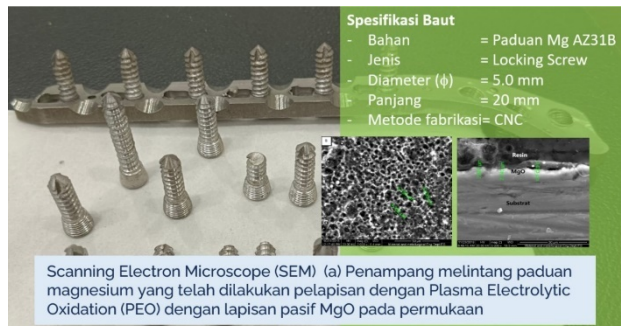 Spesifikasi Baut
- Bahan = Paduan Mg AZ31B
- Jenis = Locking Screw
- Diameter (ϕ) = 5.0 mm
- Panjang = 20 mm
- Metode fabrikasi= CNC
Resin
MgO
Substrat
Scanning Electron Microscope (SEM) (a) Penampang melintang paduan
magnesium yang telah dilakukan pelapisan dengan Plasma Electrolytic
Oxidation (PEO) dengan lapisan pasif MgO pada permukaan